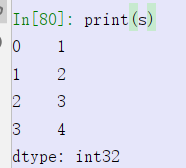 In[80]: print(s)
0    1
1    2
2    3
3    4
dtype: int32